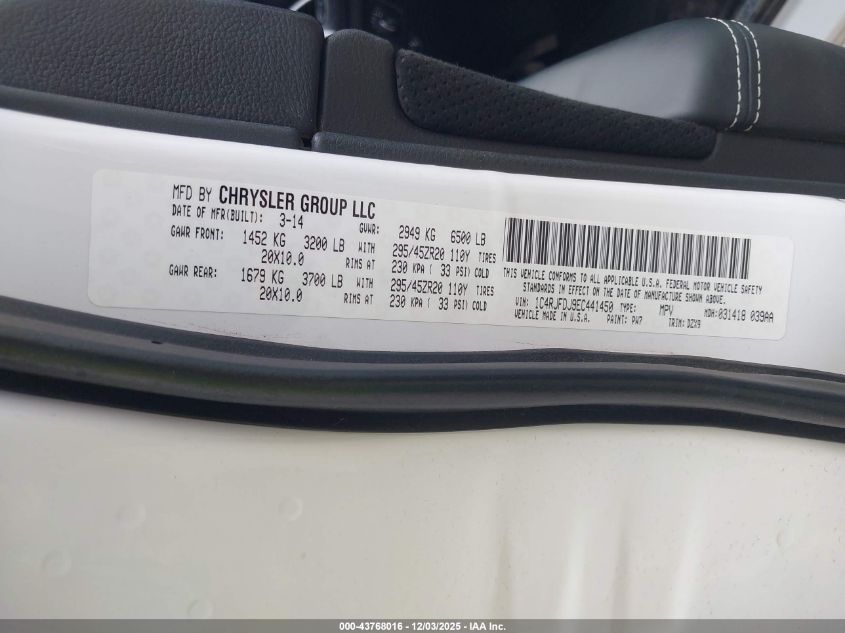 MFD BY CHRYSLER GROUP LLC
DATE OF MFR(BUILT): 3-14 GVWR: 2949 KG 6500 LB
GAWR FRONT: 1452 KG 3200 LB WITH 295/45ZR20 110Y TIRES
20X10.0 RIMS AT 230 KPA ( 33 PSI) COLD
GAWR REAR: 1679 KG 3700 LB WITH 295/45ZR20 110Y TIRES
20X10.0 RIMS AT 230 KPA ( 33 PSI) COLD
THIS VEHICLE CONFORMS TO ALL APPLICABLE U.S.A. FEDERAL MOTOR VEHICLE SAFETY
STANDARDS IN EFFECT ON THE DATE OF MANUFACTURE SHOWN ABOVE.
VIN: 1C4RJFDJ9EC441450 TYPE: MPV MDH:031418 039AA
VEHICLE MADE IN U.S.A. PAINT: PW7 TRIM: DZX9
000-43768016 - 12/03/2025 - IAA Inc.